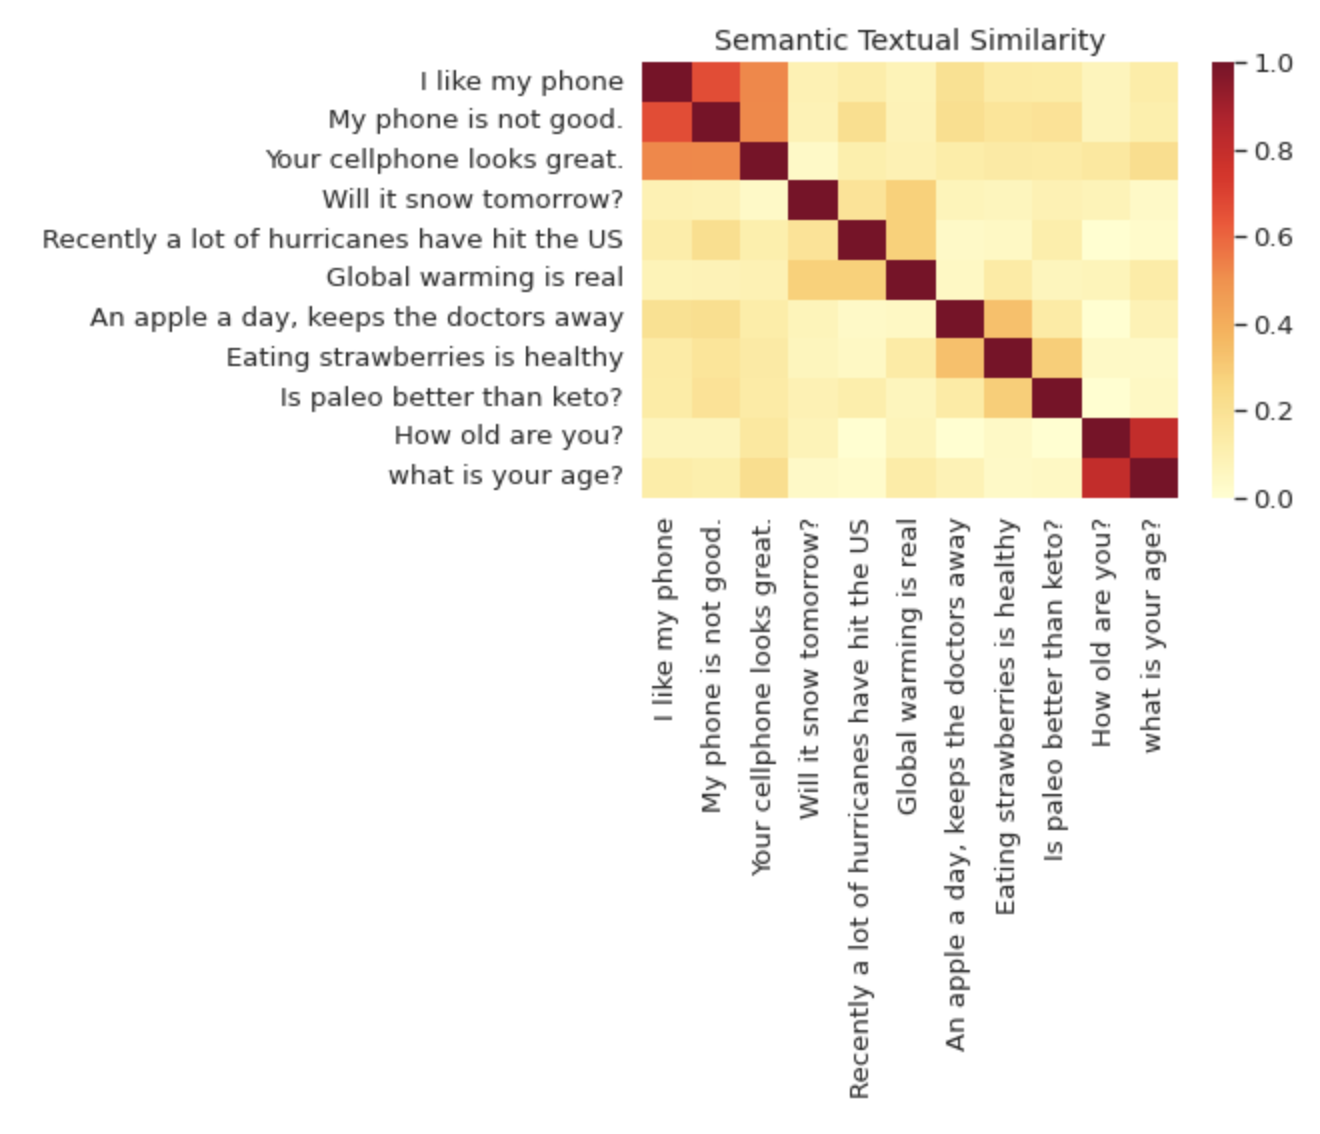 Semantic Textual Similarity
I like my phone
My phone is not good.
Your cellphone looks great.
Will it snow tomorrow?
Recently a lot of hurricanes have hit the US
Global warming is real
An apple a day, keeps the doctors away
Eating strawberries is healthy
Is paleo better than keto?
How old are you?
what is your age?
1.0
0.8
0.6
0.4
0.2
0.0
I like my phone
My phone is not good.
Your cellphone looks great.
Will it snow tomorrow?
Recently a lot of hurricanes have hit the US
Global warming is real
An apple a day, keeps the doctors away
Eating strawberries is healthy
Is paleo better than keto?
How old are you?
what is your age?